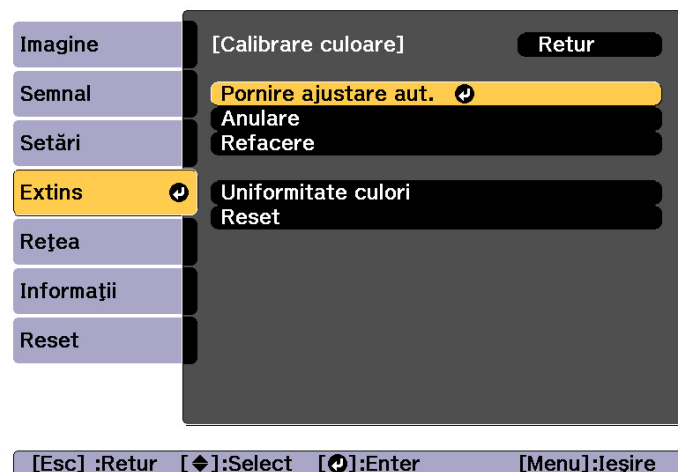 Imagine
Semnal
Setări
Extins
Reţea
Informaţii
Reset
[Calibrare culoare]
Retur
Pornire ajustare aut.
Anulare
Refacere
Uniformitate culori
Reset
[Esc] :Retur [◆]:Select [⏎]:Enter [Menu]:Ieşire